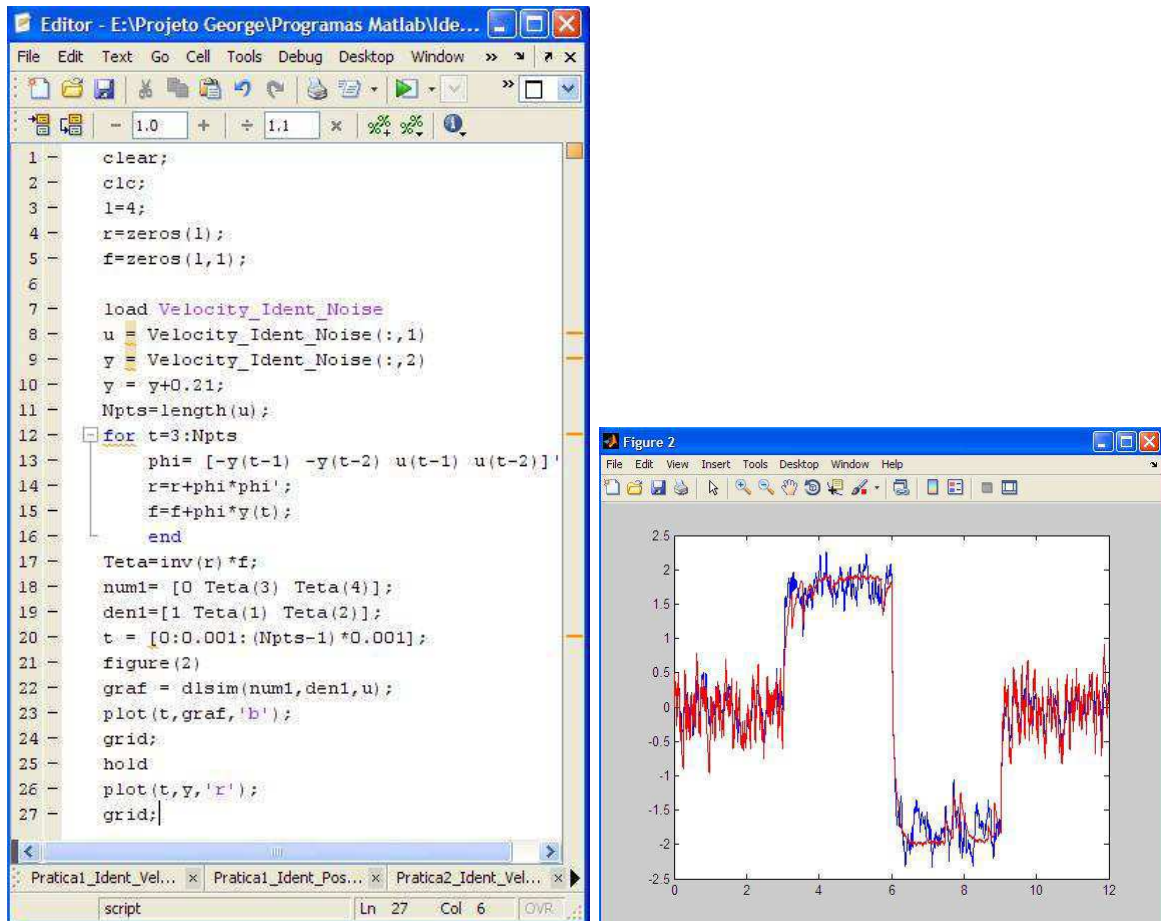 Editor - E:\Projeto George\Programas Matlab\Ide...
File Edit Text Go Cell Tools Debug Desktop Window »
»
- 1.0 + ÷ 1.1 ×
1 - clear;
2 - clc;
3 - l=4;
4 - r=zeros(l);
5 - f=zeros(l,1);
6
7 - load Velocity_Ident_Noise
8 - u = Velocity_Ident_Noise(:,1)
9 - y = Velocity_Ident_Noise(:,2)
10 - y = y+0.21;
11 - Npts=length(u);
12 - for t=3:Npts
13 - phi= [-y(t-1) -y(t-2) u(t-1) u(t-2)]'
14 - r=r+phi*phi';
15 - f=f+phi*y(t);
16 - end
17 - Teta=inv(r)*f;
18 - num1= [0 Teta(3) Teta(4)];
19 - den1=[1 Teta(1) Teta(2)];
20 - t = [0:0.001:(Npts-1)*0.001];
21 - figure(2)
22 - graf = dlsim(num1,den1,u);
23 - plot(t,graf,'b');
24 - grid;
25 - hold
26 - plot(t,y,'r');
27 - grid;
Pratica1_Ident_Vel... × Pratica1_Ident_Pos... × Pratica2_Ident_Vel... ×
script Ln 27 Col 6 OVR
Figure 2
File Edit View Insert Tools Desktop Window Help
2.5
2
1.5
1
0.5
0
-0.5
-1
-1.5
-2
-2.5
0 2 4 6 8 10 12